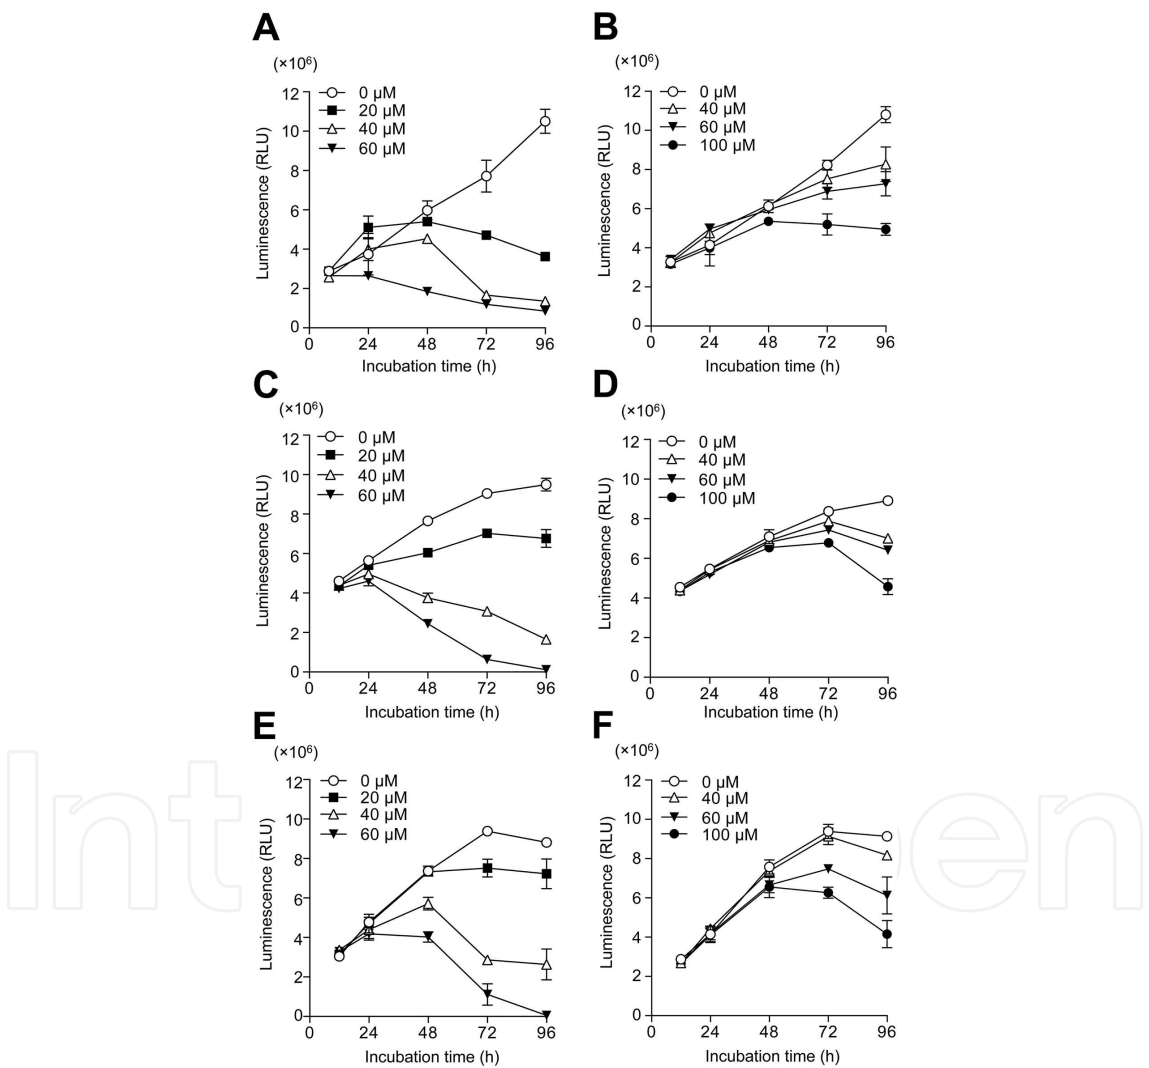 A
(×10⁶)
Luminescence (RLU)
12
10
8
6
4
2
0
0 µM
20 µM
40 µM
60 µM
0 24 48 72 96
Incubation time (h)
B
(×10⁶)
Luminescence (RLU)
12
10
8
6
4
2
0
0 µM
40 µM
60 µM
100 µM
0 24 48 72 96
Incubation time (h)
C
(×10⁶)
Luminescence (RLU)
12
10
8
6
4
2
0
0 µM
20 µM
40 µM
60 µM
0 24 48 72 96
Incubation time (h)
D
(×10⁶)
Luminescence (RLU)
12
10
8
6
4
2
0
0 µM
40 µM
60 µM
100 µM
0 24 48 72 96
Incubation time (h)
E
(×10⁶)
Luminescence (RLU)
12
10
8
6
4
2
0
0 µM
20 µM
40 µM
60 µM
0 24 48 72 96
Incubation time (h)
F
(×10⁶)
Luminescence (RLU)
12
10
8
6
4
2
0
0 µM
40 µM
60 µM
100 µM
0 24 48 72 96
Incubation time (h)